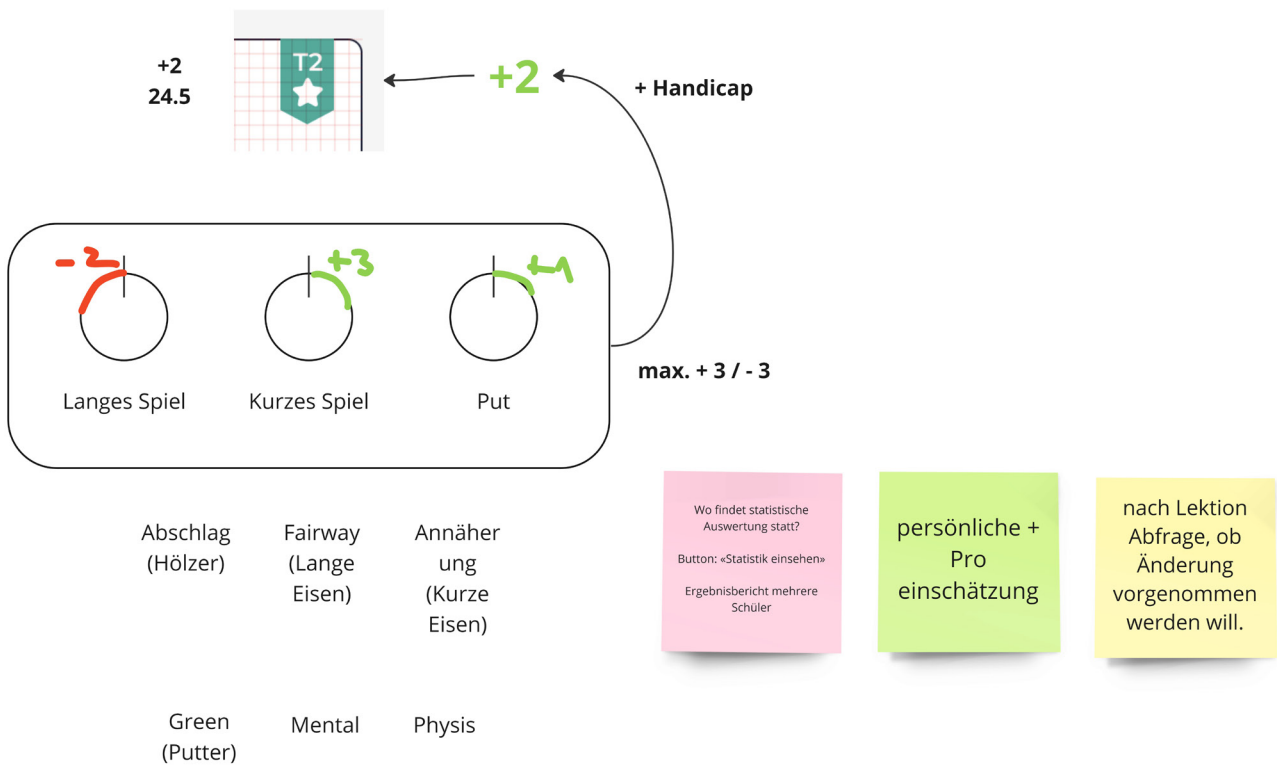 +2
24.5
T2
+2
+ Handicap
-2
+3
+1
Langes Spiel
Kurzes Spiel
Put
max. + 3 / - 3
Abschlag
(Hölzer)
Fairway
(Lange
Eisen)
Annäher
ung
(Kurze
Eisen)
Green
(Putter)
Mental
Physis
Wo findet statistische
Auswertung statt?
Button: «Statistik einsehen»
Ergebnisbericht mehrere
Schüler
persönliche +
Pro
einschätzung
nach Lektion
Abfrage, ob
Änderung
vorgenommen
werden will.